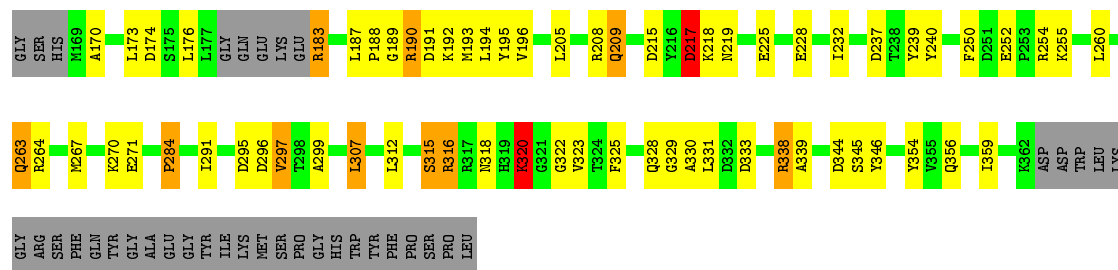 GLY SER HIS M169 A170 L173 D174 S175 L176 L177 GLY GLN GLU LYS GLU R183 L187 P188 G189 R190 D191 K192 M193 L194 Y195 V196 L205 R208 Q209 D215 Y216 D217 K218 N219 E225 E228 I232 D237 T238 Y239 Y240 F250 D251 E252 P253 R254 K255 L260
Q263 R264 M267 K270 E271 P284 I291 D295 D296 V297 T298 A299 L307 L312 S315 R316 R317 N318 H319 K320 G321 G322 V323 T324 F325 Q328 G329 A330 L331 D332 D333 R338 A339 D344 S345 Y346 Y354 V355 Q356 I359 K362 ASP ASP TRP LEU LYS
GLY ARG SER PHE GLN TYR GLY ALA GLU GLY TYR ILE LYS MET SER PRO GLY HIS TRP TYR PHE PRO SER PRO LEU